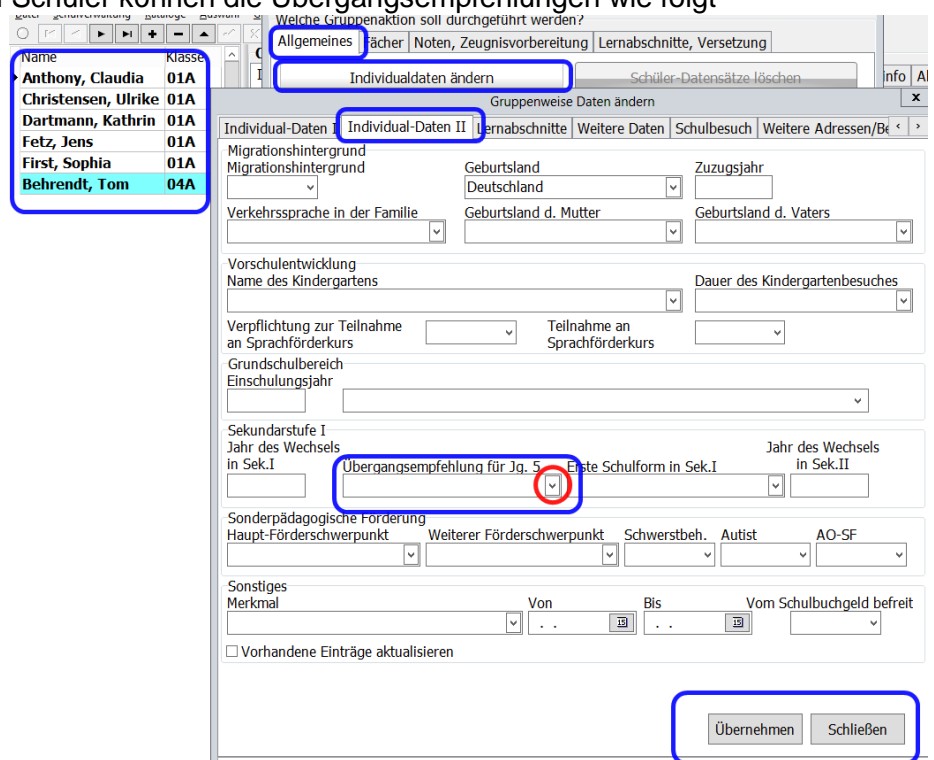 Schüler können die Übergangsempfehlungen wie folgt
Welche Gruppenaktion soll durchgeführt werden?
Allgemeines Fächer Noten, Zeugnisvorbereitung Lernabschnitte, Versetzung
Individualdaten ändern Schüler-Datensätze löschen
Name Klasse
Anthony, Claudia 01A
Christensen, Ulrike 01A
Dartmann, Kathrin 01A
Fetz, Jens 01A
First, Sophia 01A
Behrendt, Tom 04A
Gruppenweise Daten ändern x
Individual-Daten I Individual-Daten II Lernabschnitte Weitere Daten Schulbesuch Weitere Adressen/Be
Migrationshintergrund
Migrationshintergrund Geburtsland Zuzugsjahr
Deutschland
Verkehrssprache in der Familie Geburtsland d. Mutter Geburtsland d. Vaters
Vorschulentwicklung
Name des Kindergartens Dauer des Kindergartenbesuches
Verpflichtung zur Teilnahme Teilnahme an
an Sprachförderkurs Sprachförderkurs
Grundschulbereich
Einschulungsjahr
Sekundarstufe I
Jahr des Wechsels Jahr des Wechsels
in Sek.I Übergangsempfehlung für Jg. 5 Erste Schulform in Sek.I in Sek.II
Sonderpädagogische Förderung
Haupt-Förderschwerpunkt Weiterer Förderschwerpunkt Schwerstbeh. Autist AO-SF
Sonstiges
Merkmal Von Bis Vom Schulbuchgeld befreit
. . 15 . . 15
Vorhandene Einträge aktualisieren
Übernehmen Schließen